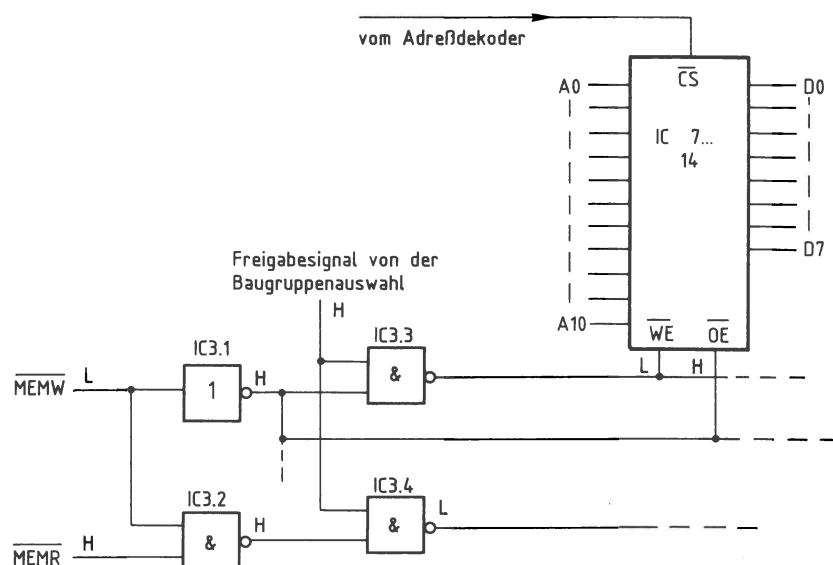 vom Adreßdekoder
CS
A0
D0
IC 7...
14
D7
A10
WE OE
L H
Freigabesignal von der
Baugruppenauswahl
H
IC3.1
IC3.3
MEMW L
1
H
&
IC3.2
IC3.4
H
L
&
&
MEMR H